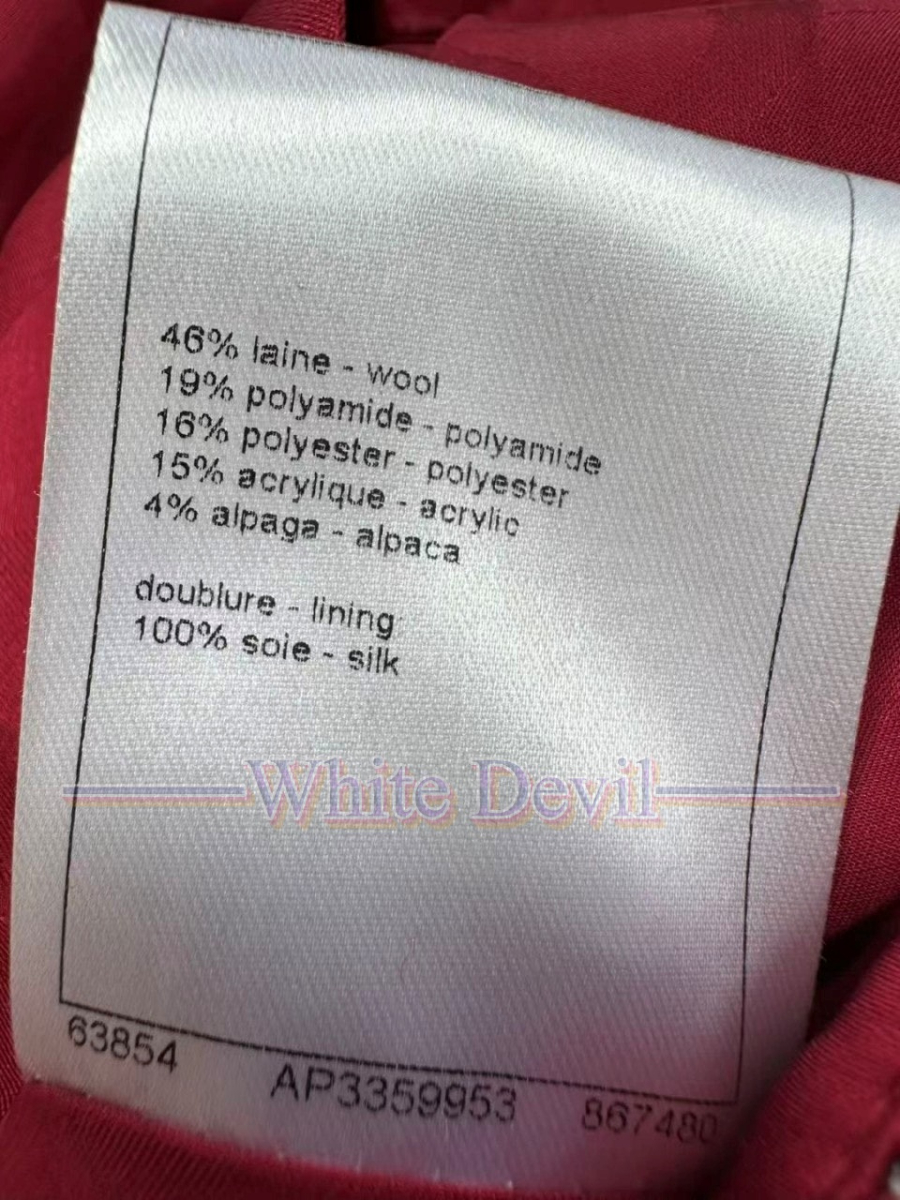 46% laine - wool
19% polyamide - polyamide
16% polyester - polyester
15% acrylique - acrylic
4% alpaga - alpaca
doublure - lining
100% soie - silk
White Devil
63854 AP3359953 867480